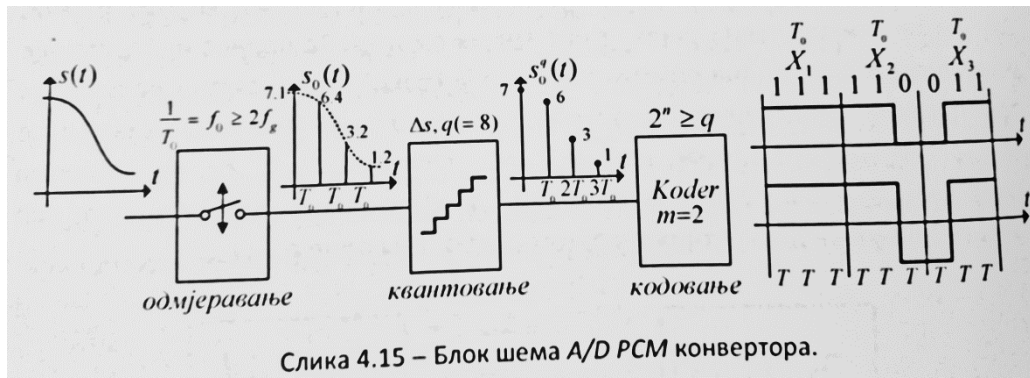 s(t)
t
1/T₀ = f₀ ≥ 2f_g
одмјеравање
s₀(t)
7.1
6 4
3.2
1.2
t
T₀ T₀ T₀
Δs, q(= 8)
квантовање
s₀^q(t)
7
6
3
1
t
T₀ 2T₀ 3T₀
2ⁿ ≥ q
Koder
m=2
кодовање
T₀ T₀ T₀
X₁ X₂ X₃
1 1 1 1 1 0 0 1 1
t
t
T T T T T T T T T
Слика 4.15 – Блок шема A/D PCM конвертора.